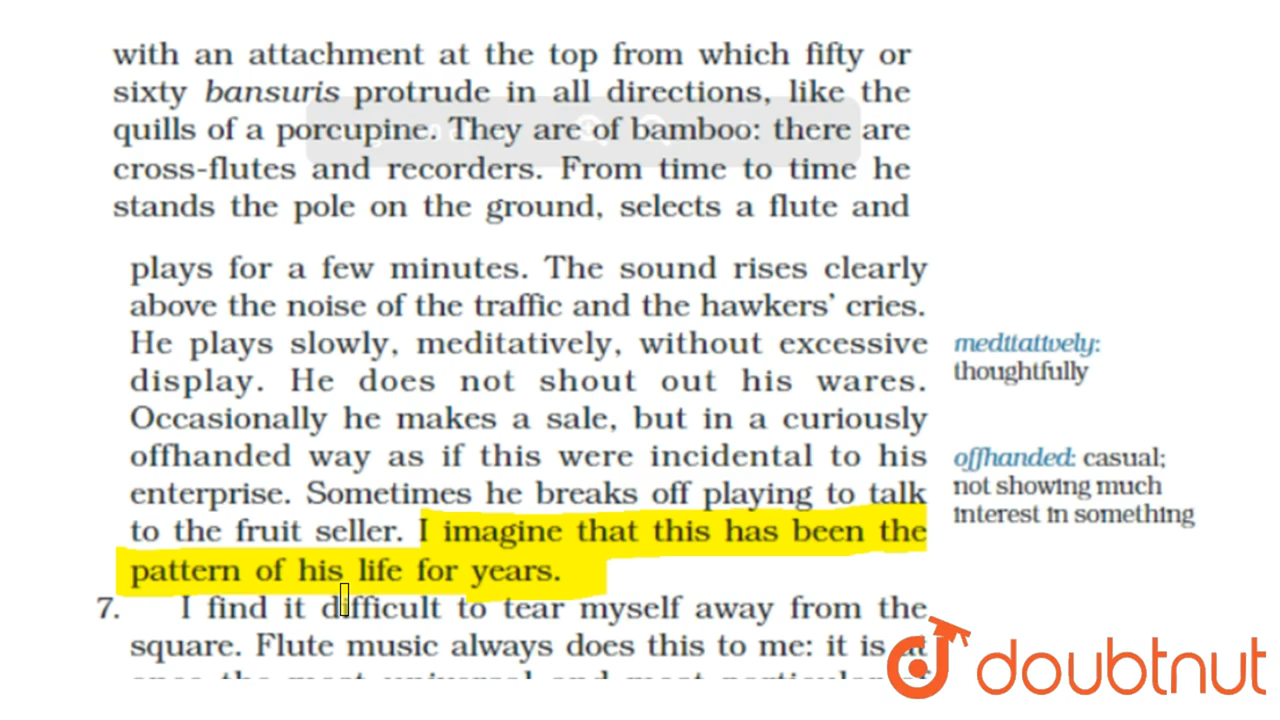 with an attachment at the top from which fifty or
sixty bansuris protrude in all directions, like the
quills of a porcupine. They are of bamboo: there are
cross-flutes and recorders. From time to time he
stands the pole on the ground, selects a flute and
plays for a few minutes. The sound rises clearly
above the noise of the traffic and the hawkers' cries.
He plays slowly, meditatively, without excessive
display. He does not shout out his wares.
Occasionally he makes a sale, but in a curiously
offhanded way as if this were incidental to his
enterprise. Sometimes he breaks off playing to talk
to the fruit seller. I imagine that this has been the
pattern of his life for years.
meditatively:
thoughtfully
offhanded: casual;
not showing much
interest in something
7. I find it difficult to tear myself away from the
square. Flute music always does this to me: it is at
doubtnut